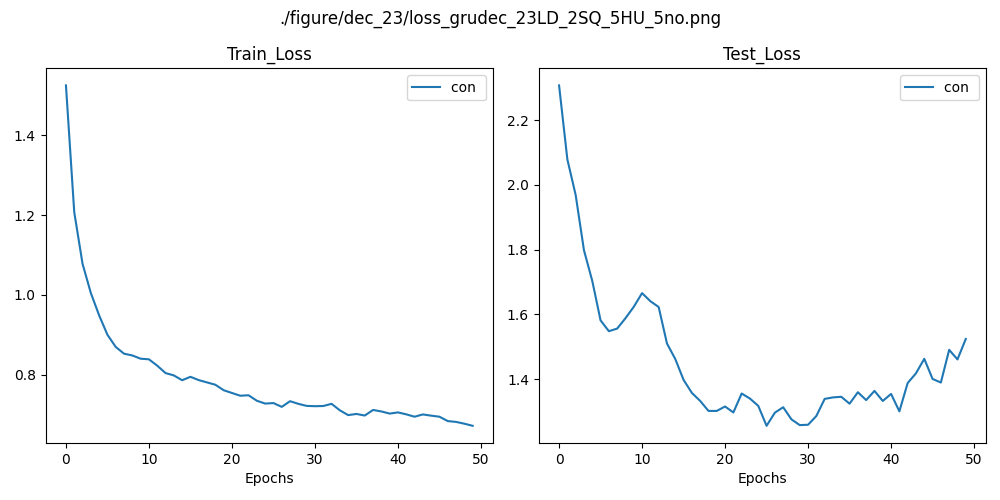 ./figure/dec_23/loss_grudec_23LD_2SQ_5HU_5no.png
Train_Loss
con
1.4
1.2
1.0
0.8
0 10 20 30 40 50
Epochs
Test_Loss
con
2.2
2.0
1.8
1.6
1.4
0 10 20 30 40 50
Epochs